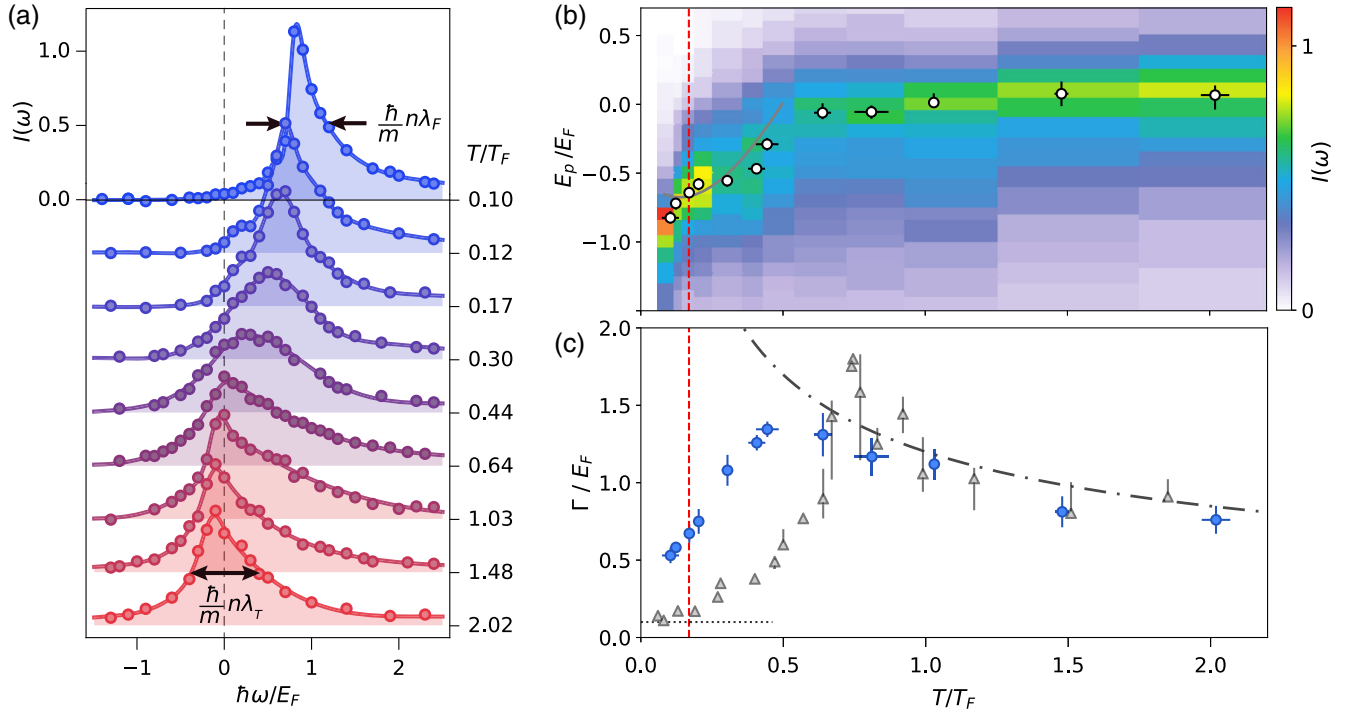 (a)
1.0
0.5
0.0
I(ω)
ħ/m nλ_F
T/T_F
0.10
0.12
0.17
0.30
0.44
0.64
1.03
1.48
2.02
ħ/m nλ_T
−1 0 1 2
ħω/E_F
(b)
0.5
0.0
−0.5
−1.0
E_p/E_F
1
0
I(ω)
(c)
2.0
1.5
1.0
0.5
0.0
Γ / E_F
0.0 0.5 1.0 1.5 2.0
T/T_F